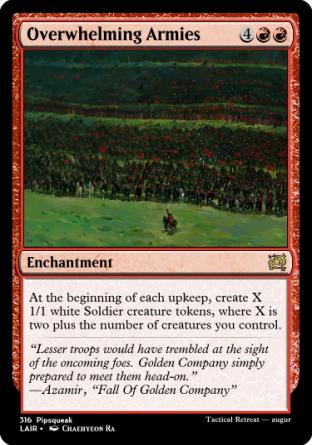 Overwhelming Armies 4
Enchantment
At the beginning of each upkeep, create X
1/1 white Soldier creature tokens, where X is
two plus the number of creatures you control.
“Lesser troops would have trembled at the sight
of the oncoming foes. Golden Company simply
prepared to meet them head-on.”
—Azamir, “Fall Of Golden Company”
316 Pipsqueak
Tactical Retreat — augur
LAIR • Chaehyeon Ra